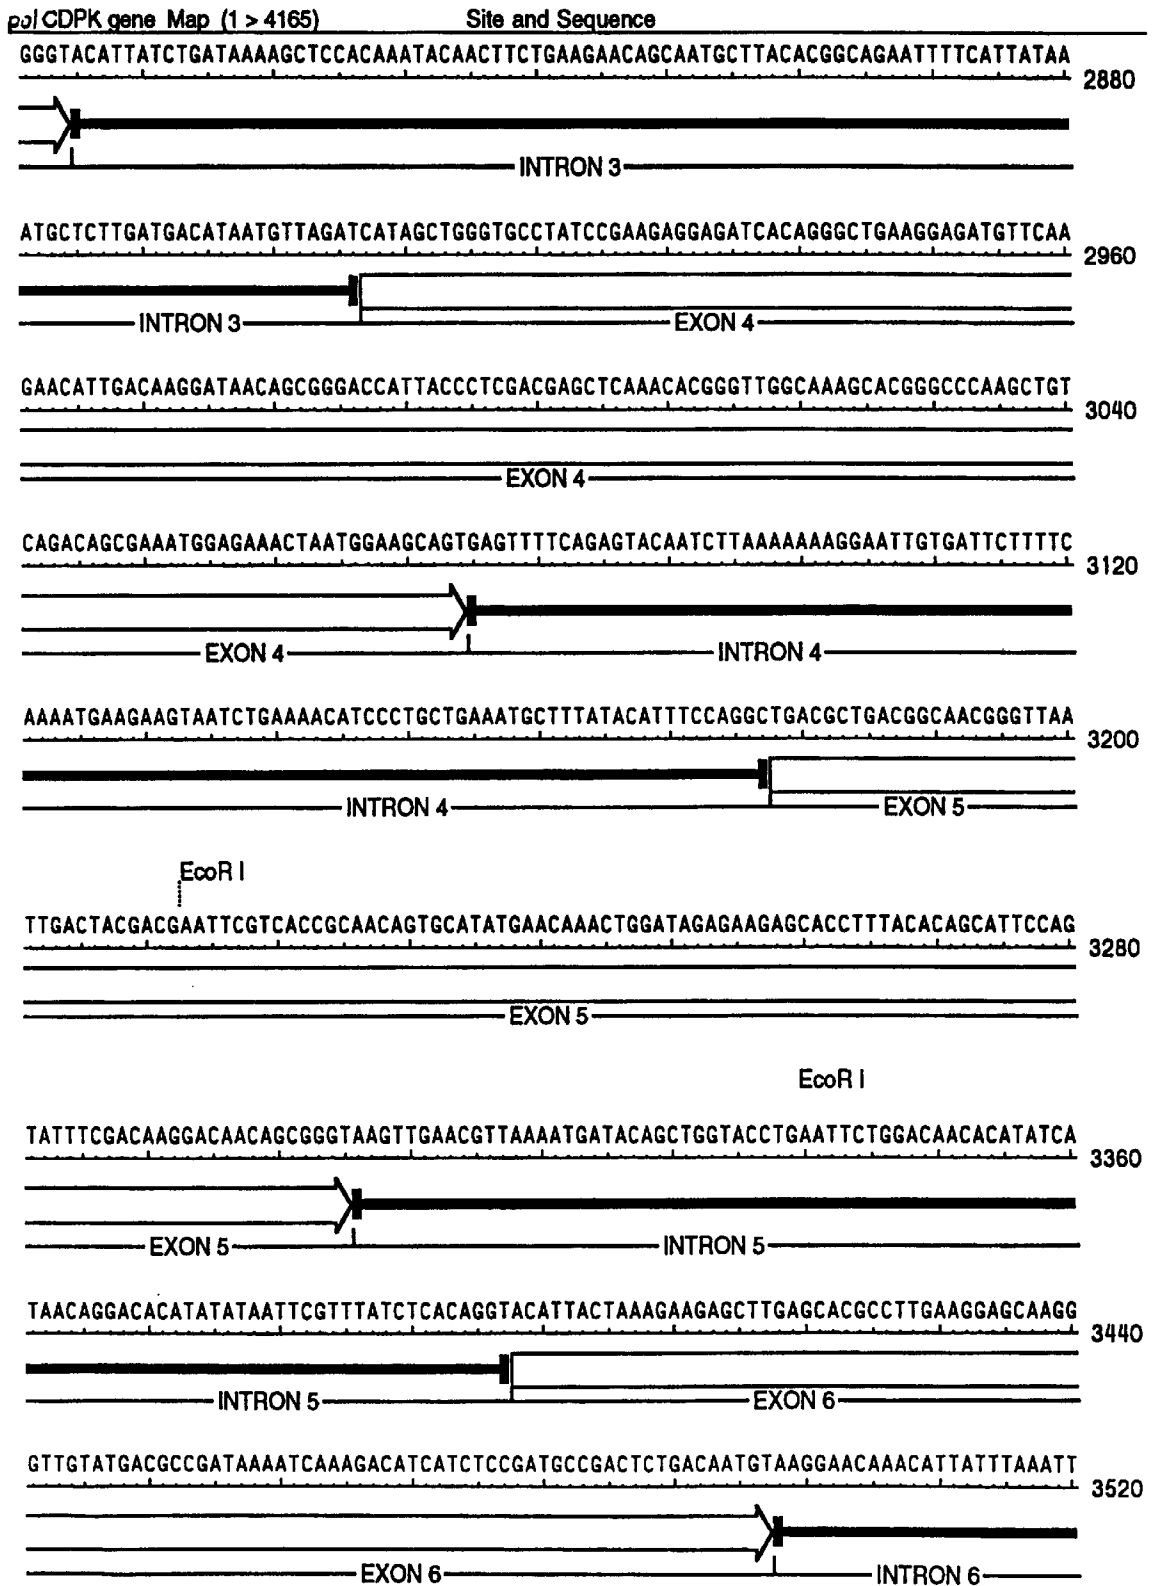 pol CDPK gene Map (1 > 4165) Site and Sequence
GGGTACATTATCTGATAAAAGCTCCACAAATACAACTTCTGAAGAACAGCAATGCTTACACGGCAGAATTTTCATTATAA
2880
INTRON 3
ATGCTCTTGATGACATAATGTTAGATCATAGCTGGGTGCCTATCCGAAGAGGAGATCACAGGGCTGAAGGAGATGTTCAA
2960
INTRON 3 EXON 4
GAACATTGACAAGGATAACAGCGGGACCATTACCCTCGACGAGCTCAAACACGGGTTGGCAAAGCACGGGCCCAAGCTGT
3040
EXON 4
CAGACAGCGAAATGGAGAAACTAATGGAAGCAGTGAGTTTTCAGAGTACAATCTTAAAAAAAGGAATTGTGATTCTTTTC
3120
EXON 4 INTRON 4
AAAATGAAGAAGTAATCTGAAAACATCCCTGCTGAAATGCTTTATACATTTCCAGGCTGACGCTGACGGCAACGGGTTAA
3200
INTRON 4 EXON 5
EcoR I
TTGACTACGACGAATTCGTCACCGCAACAGTGCATATGAACAAACTGGATAGAGAAGAGCACCTTTACACAGCATTCCAG
3280
EXON 5
EcoR I
TATTTCGACAAGGACAACAGCGGGTAAGTTGAACGTTAAAATGATACAGCTGGTACCTGAATTCTGGACAACACATATCA
3360
EXON 5 INTRON 5
TAACAGGACACATATATAATTCGTTTATCTCACAGGTACATTACTAAAGAAGAGCTTGAGCACGCCTTGAAGGAGCAAGG
3440
INTRON 5 EXON 6
GTTGTATGACGCCGATAAAATCAAAGACATCATCTCCGATGCCGACTCTGACAATGTAAGGAACAAACATTATTTAAATT
3520
EXON 6 INTRON 6